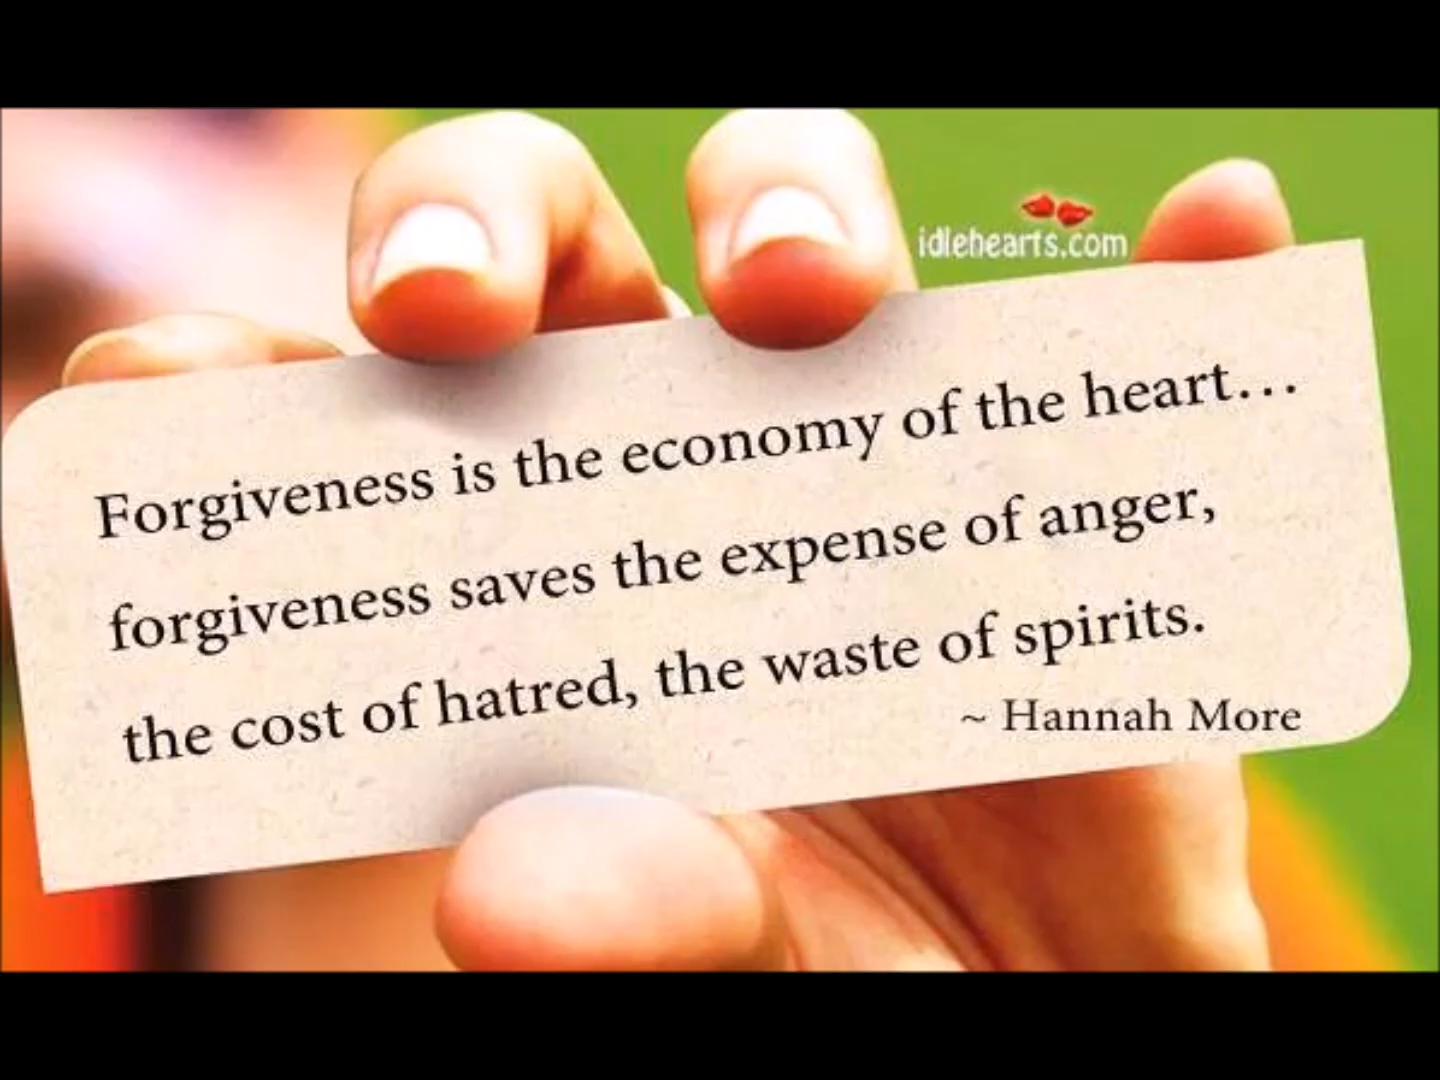 idlehearts.com
Forgiveness is the economy of the heart...
forgiveness saves the expense of anger,
the cost of hatred, the waste of spirits.
~ Hannah More